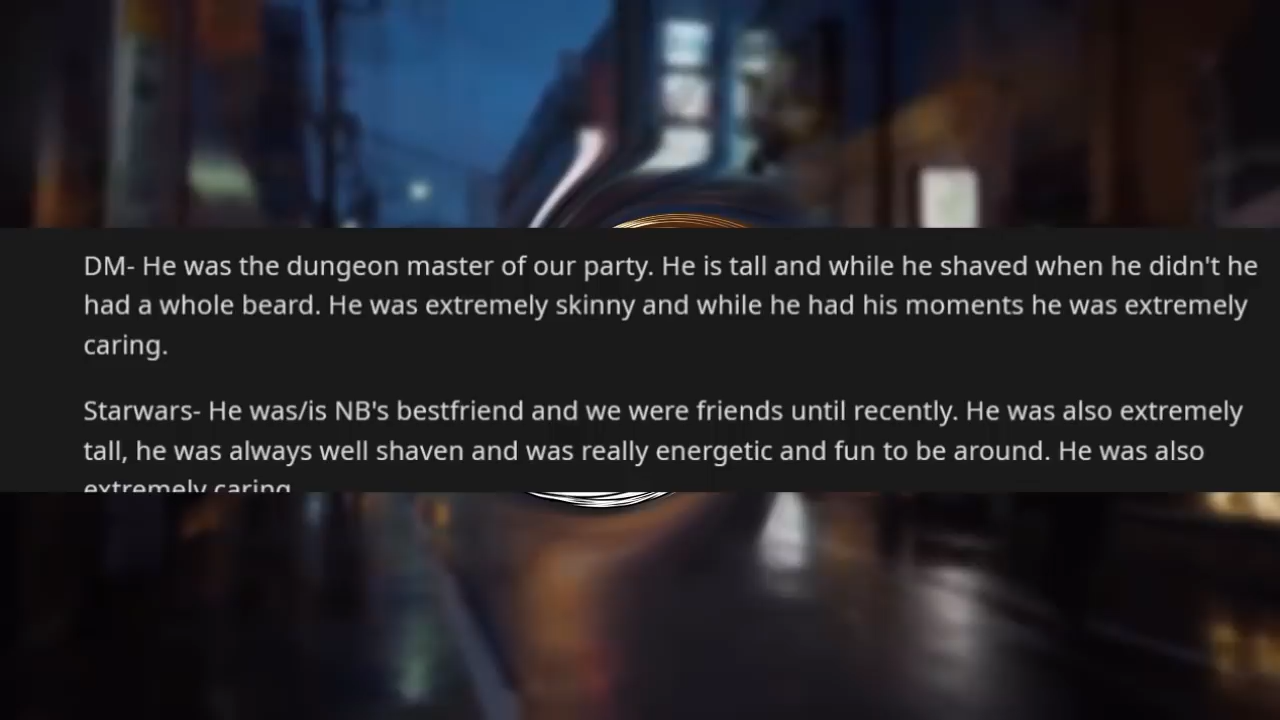 DM- He was the dungeon master of our party. He is tall and while he shaved when he didn't he
had a whole beard. He was extremely skinny and while he had his moments he was extremely
caring.
Starwars- He was/is NB's bestfriend and we were friends until recently. He was also extremely
tall, he was always well shaven and was really energetic and fun to be around. He was also
extremely caring.